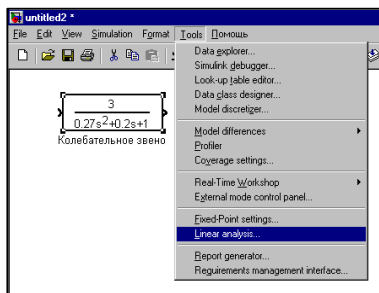 untitled2 *
File Edit View Simulation Format Tools Помощь
Data explorer...
Simulink debugger...
Look-up table editor...
Data class designer...
Model discretizer...
Model differences
Profiler
Coverage settings...
Real-Time Workshop
External mode control panel...
Fixed-Point settings...
Linear analysis...
Report generator...
Requirements management interface...
3
0.27s2+0.2s+1
Колебательное звено